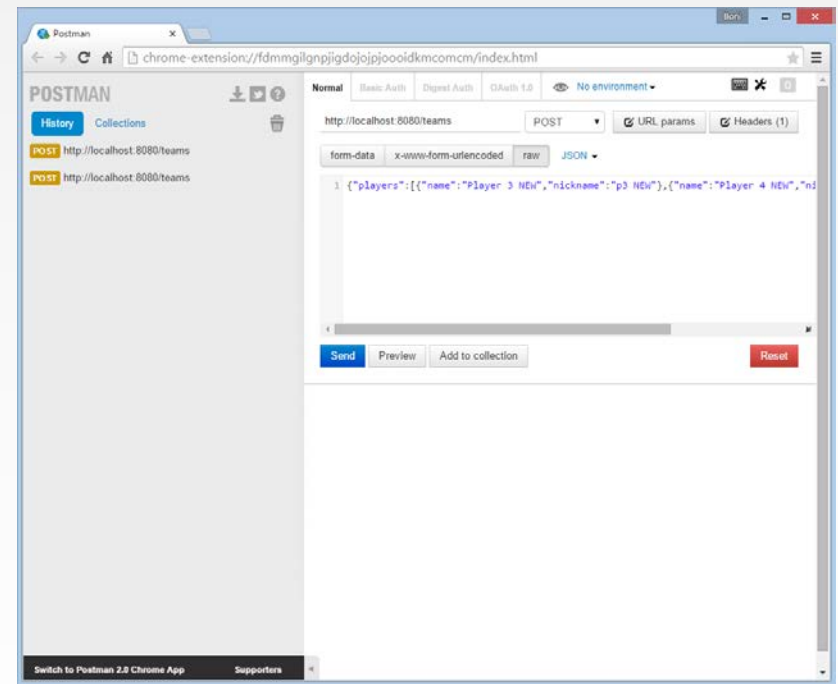 Bori
Postman
chrome-extension://fdmmgilgnpjigdojojpjoooidkmcomcm/index.html
POSTMAN
History Collections
POST http://localhost:8080/teams
POST http://localhost:8080/teams
Normal Basic Auth Digest Auth OAuth 1.0 No environment
0
http://localhost:8080/teams POST URL params Headers (1)
form-data x-www-form-urlencoded raw JSON
1 {"players":[{"name":"Player 3 NEW","nickname":"p3 NEW"},{"name":"Player 4 NEW","ni
Send Preview Add to collection Reset
Switch to Postman 2.0 Chrome App Supporters